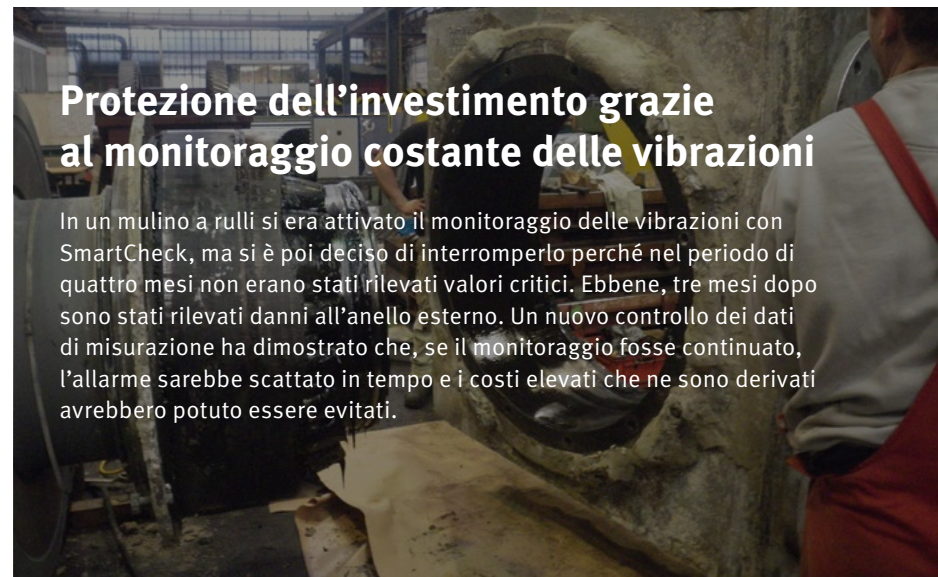 Protezione dell’investimento grazie
al monitoraggio costante delle vibrazioni
In un mulino a rulli si era attivato il monitoraggio delle vibrazioni con
SmartCheck, ma si è poi deciso di interromperlo perché nel periodo di
quattro mesi non erano stati rilevati valori critici. Ebbene, tre mesi dopo
sono stati rilevati danni all’anello esterno. Un nuovo controllo dei dati
di misurazione ha dimostrato che, se il monitoraggio fosse continuato,
l’allarme sarebbe scattato in tempo e i costi elevati che ne sono derivati
avrebbero potuto essere evitati.